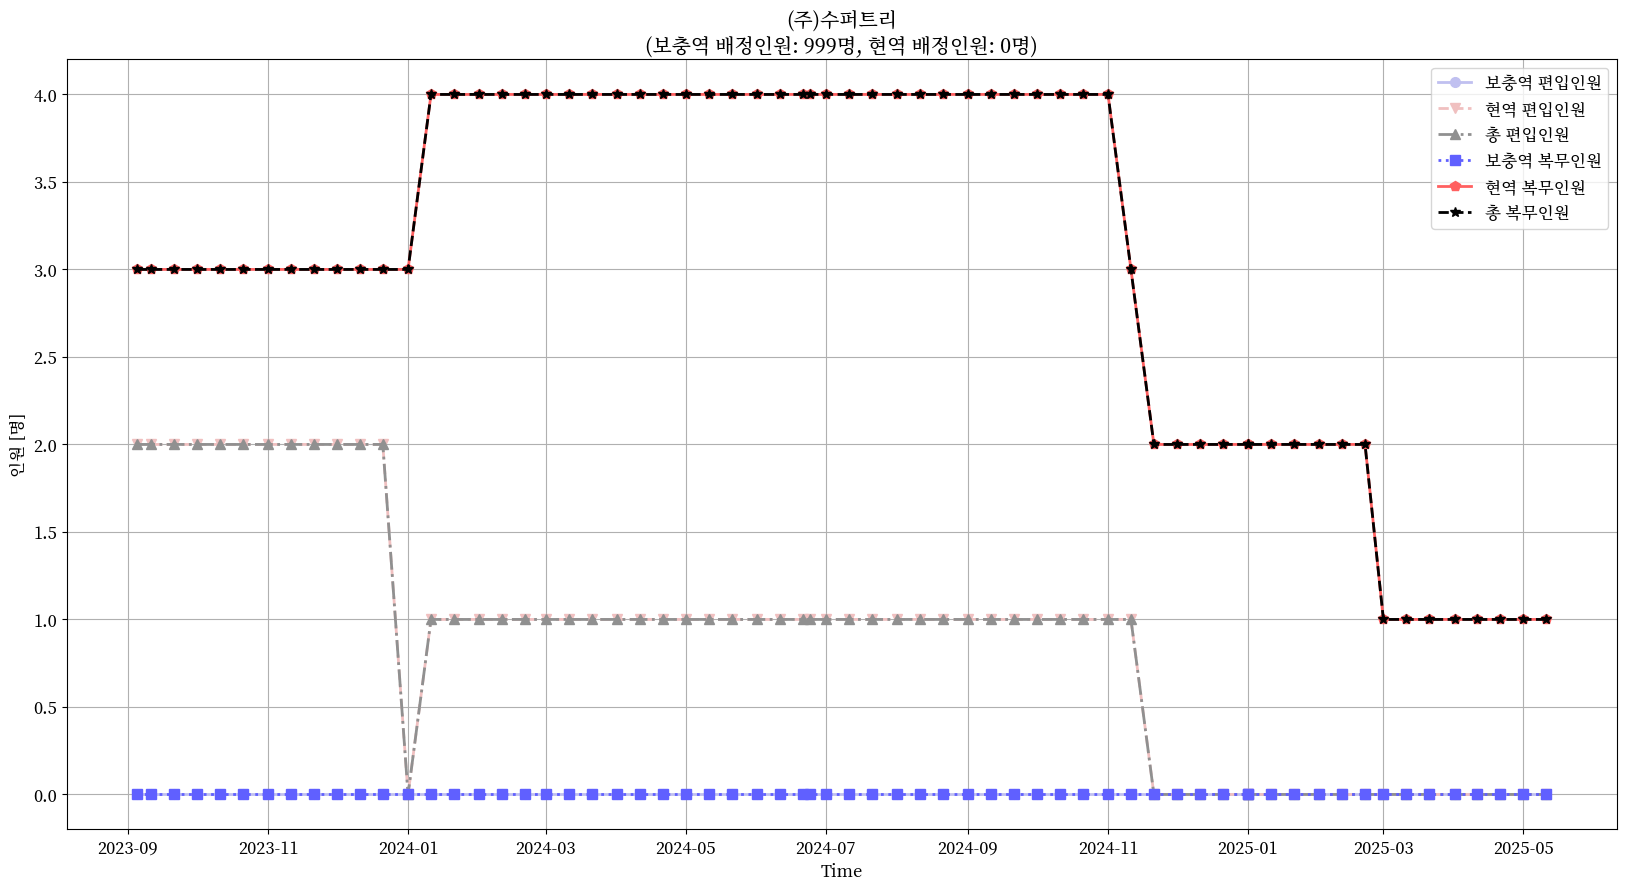 (주)수퍼트리
(보충역 배정인원: 999명, 현역 배정인원: 0명)
보충역 편입인원
현역 편입인원
총 편입인원
보충역 복무인원
현역 복무인원
총 복무인원
인원 [명]
4.0
3.5
3.0
2.5
2.0
1.5
1.0
0.5
0.0
2023-09 2023-11 2024-01 2024-03 2024-05 2024-07 2024-09 2024-11 2025-01 2025-03 2025-05
Time